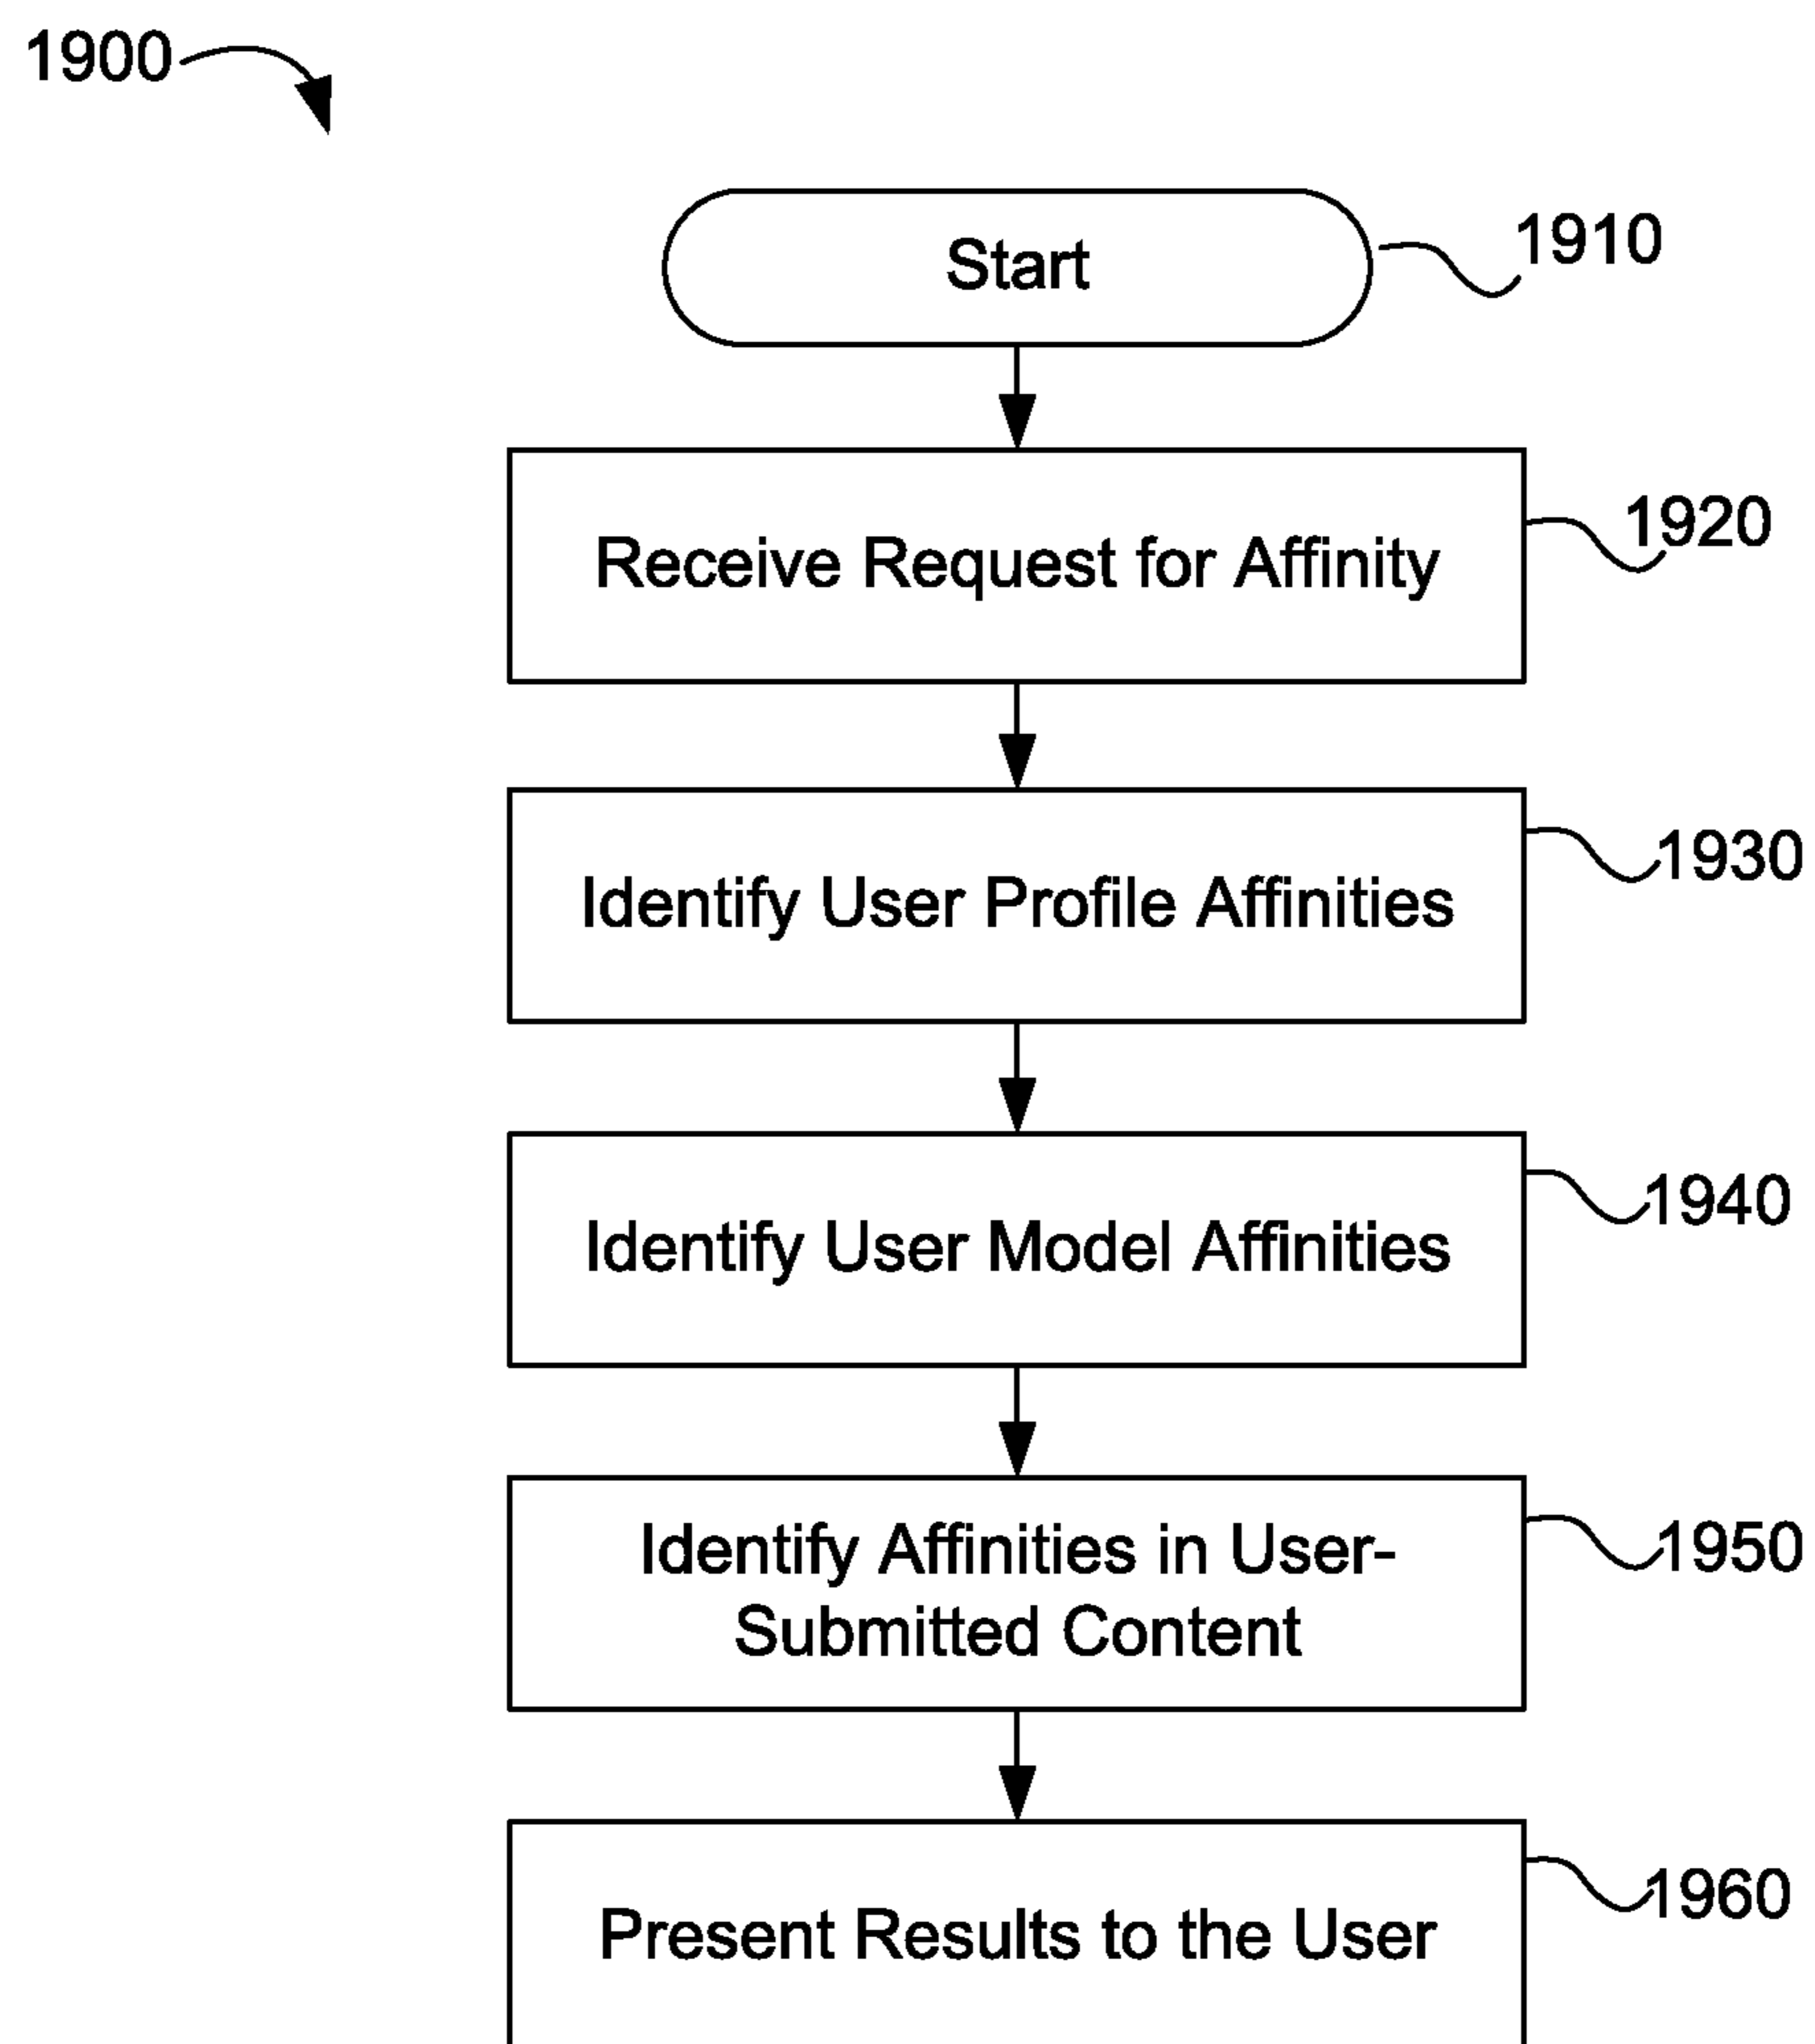 1900
Start
1910
Receive Request for Affinity
1920
Identify User Profile Affinities
1930
Identify User Model Affinities
1940
Identify Affinities in User-
Submitted Content
1950
Present Results to the User
1960